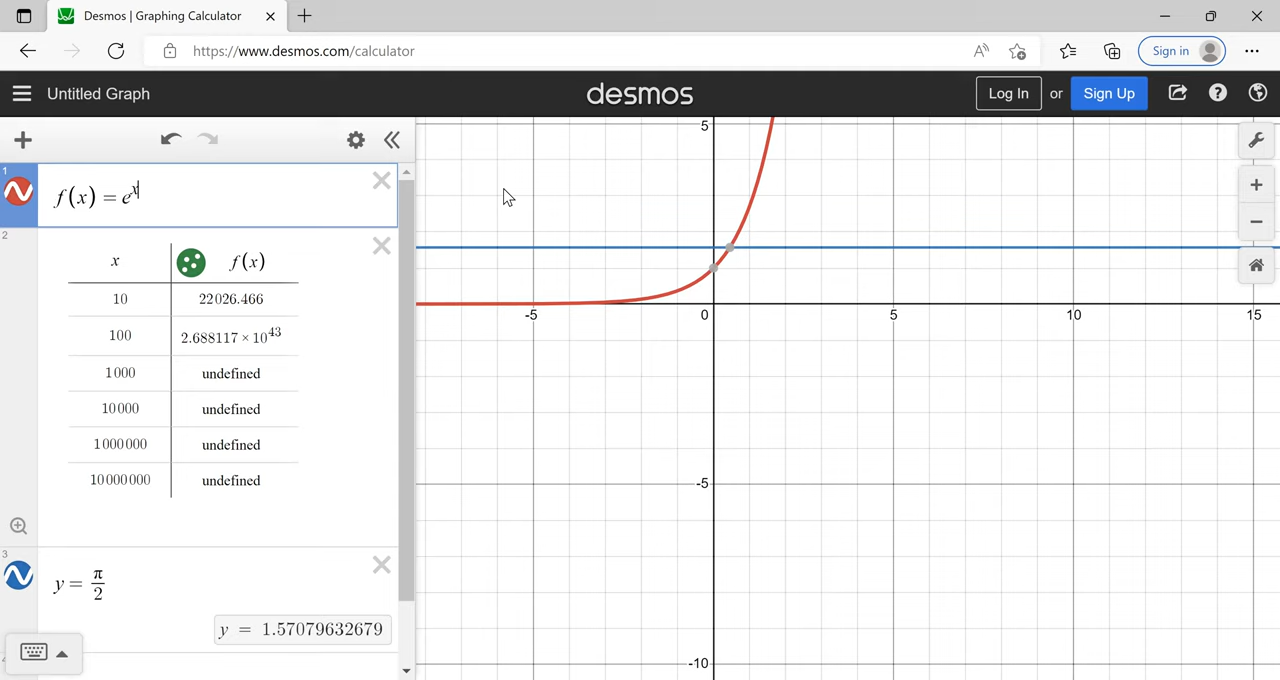 Desmos | Graphing Calculator
https://www.desmos.com/calculator
Sign in
Untitled Graph
desmos
Log In or Sign Up
1
f(x) = e^x
2
x f(x)
10 22026.466
100 2.688117 × 10^43
1000 undefined
10000 undefined
1000000 undefined
10000000 undefined
3
y = π/2
y = 1.57079632679
5
-5 0 5 10 15
-5
-10